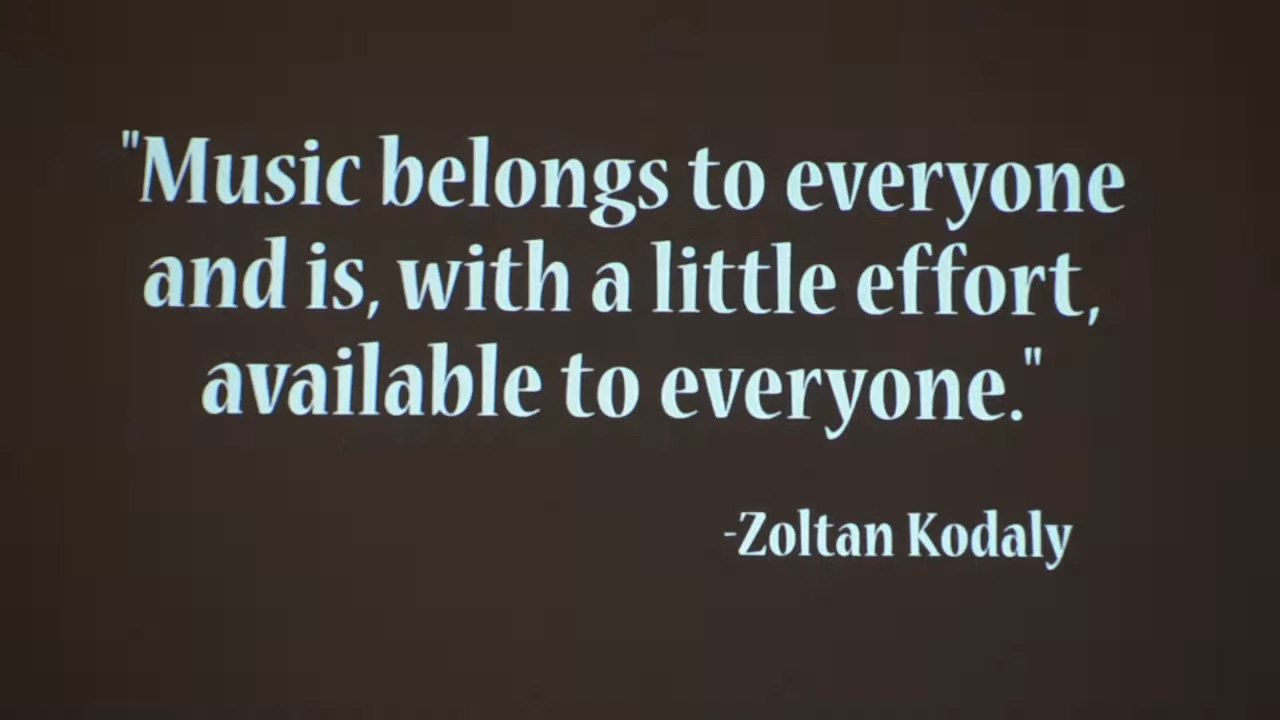 "Music belongs to everyone
and is, with a little effort,
available to everyone."
-Zoltan Kodaly